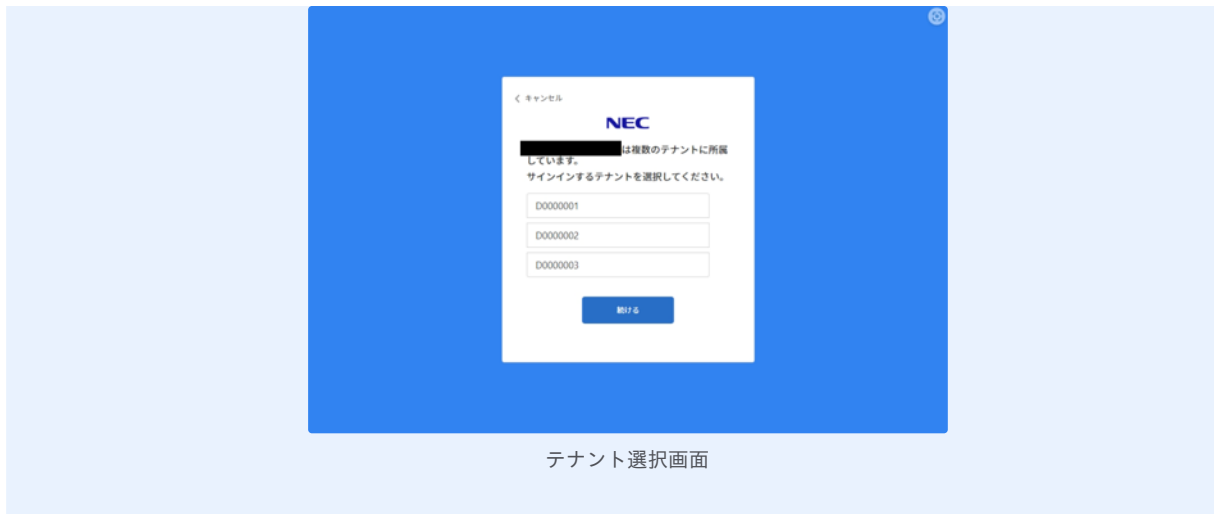 キャンセル
NEC
は複数のテナントに所属
しています。
サインインするテナントを選択してください。
D0000001
D0000002
D0000003
続ける
テナント選択画面